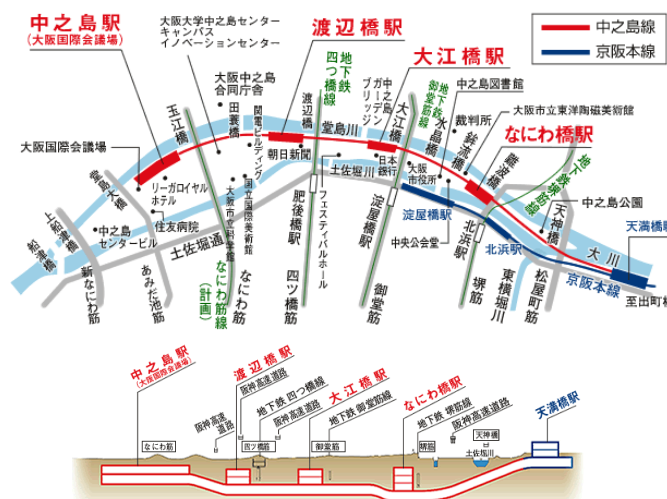 中之島駅
(大阪国際会議場)
大阪大学中之島センター
キャンパス
イノベーションセンター
渡辺橋駅
大江橋駅
なにわ橋駅
中之島線
京阪本線
大阪中之島
合同庁舎
田蓑橋
関電ビルディング
渡辺橋
地下鉄
四つ橋線
中之島
ガーデン
ブリッジ
大江橋
地下鉄
御堂筋線
水晶橋
中之島図書館
裁判所
鉾流橋
大阪市立東洋陶磁美術館
難波橋
地下鉄堺筋線
玉江橋
堂島川
大阪国際会議場
朝日新聞
土佐堀川
日本
銀行
大阪
市役所
天神橋
中之島公園
堂島大橋
上船津橋
船津橋
リーガロイヤル
ホテル
住友病院
中之島
センタービル
土佐堀通
大阪市立科学館
国立国際美術館
肥後橋駅
フェスティバルホール
淀屋橋駅
淀屋橋駅
中央公会堂
北浜駅
北浜駅
大川
天満橋駅
京阪本線
至出町柳
新なにわ筋
あみだ池筋
なにわ筋線
(計画)
なにわ筋
四ツ橋筋
御堂筋
堺筋
東横堀川
松屋町筋
中之島駅
(大阪国際会議場)
渡辺橋駅
大江橋駅
なにわ橋駅
天満橋駅
阪神高速
道路
阪神高速道路
地下鉄 四つ橋線
阪神高速道路
地下鉄 御堂筋線
地下鉄 堺筋線
阪神高速道路
なにわ筋
四ツ橋筋
御堂筋
堺筋
天神橋
土佐堀川